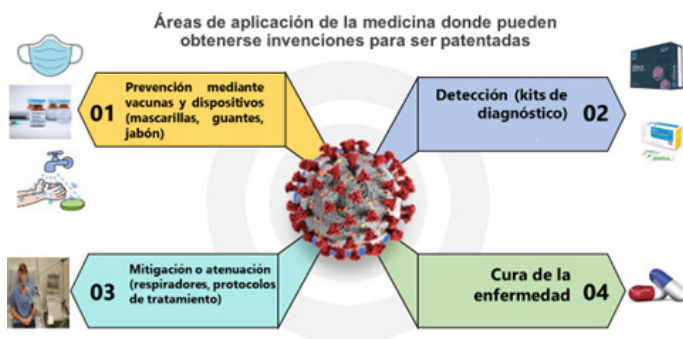 Áreas de aplicación de la medicina donde pueden
obtenerse invenciones para ser patentadas
01
Prevención mediante
vacunas y dispositivos
(mascarillas, guantes,
jabón)
Detección (kits de
diagnóstico)
02
03
Mitigación o atenuación
(respiradores, protocolos
de tratamiento)
Cura de la
enfermedad
04